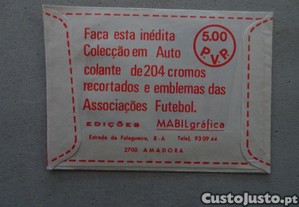 Faça esta inédita
Colecção em Auto
colante de 204 cromos
recortados e emblemas das
Associações Futebol.
5.00
P.V.P.
EDIÇÕES MABILgráfica
Estrada da Falagueira, 8-A Telef. 93 09 44
2700 AMADORA
CustoJusto.pt